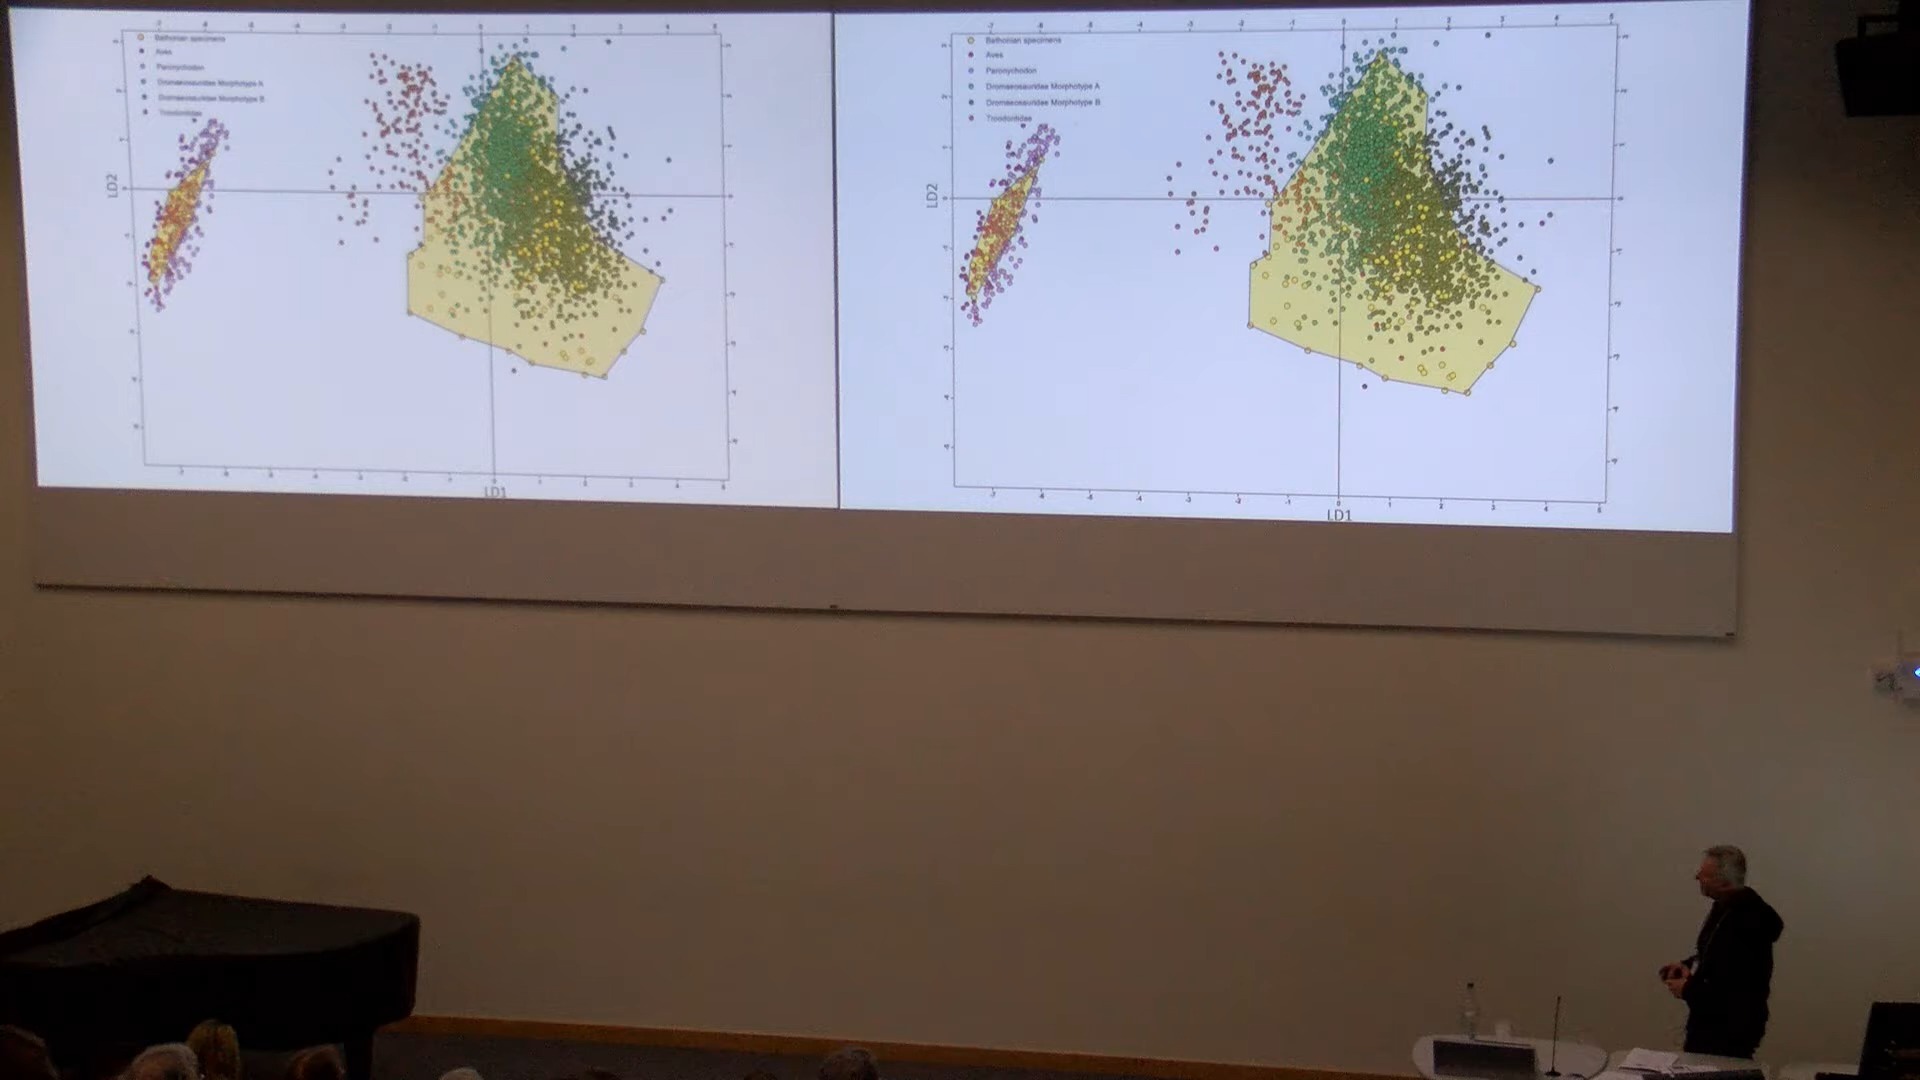 Bathonian specimens
Aves
Paronychodon
Dromaeosauridae Morphotype A
Dromaeosauridae Morphotype B
Troodontidae
LD2
LD1
Bathonian specimens
Aves
Paronychodon
Dromaeosauridae Morphotype A
Dromaeosauridae Morphotype B
Troodontidae
LD2
LD1